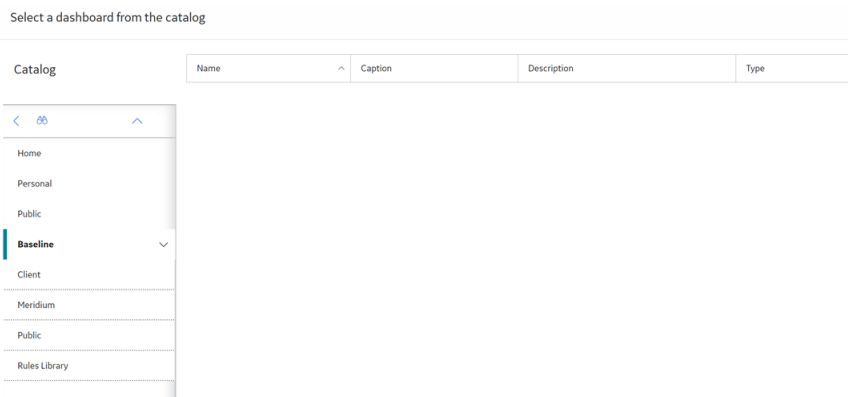 Select a dashboard from the catalog
Catalog
Name Caption Description Type
Home
Personal
Public
Baseline
Client
Meridium
Public
Rules Library